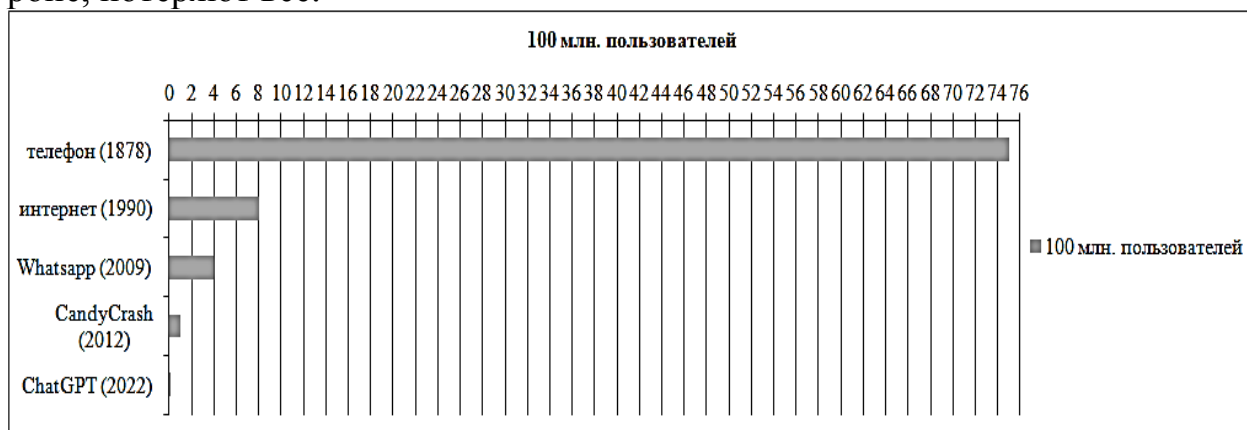 100 млн. пользователей
0 2 4 6 8 10 12 14 16 18 20 22 24 26 28 30 32 34 36 38 40 42 44 46 48 50 52 54 56 58 60 62 64 66 68 70 72 74 76
телефон (1878)
интернет (1990)
Whatsapp (2009)
100 млн. пользователей
CandyCrash
(2012)
ChatGPT (2022)